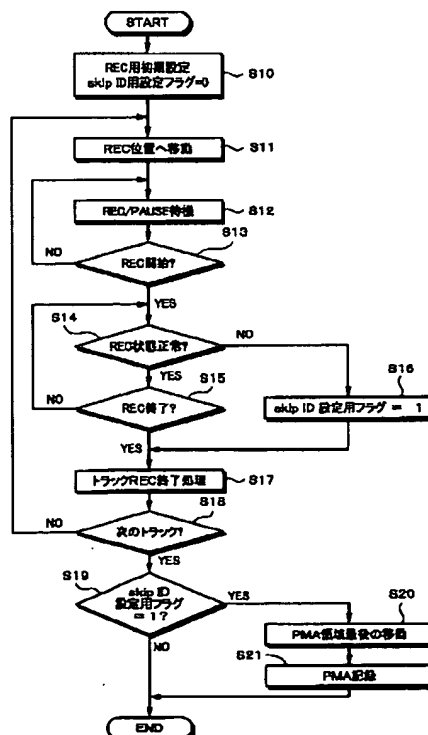 START
REC用初期設定
skip ID用設定フラグ=0
S10
REC位置へ移動
S11
REC/PAUSE待機
S12
S13
NO
REC開始?
YES
S14
NO
REC状態正常?
S16
YES
S15
skip ID 設定用フラグ = 1
NO
REC終了?
YES
トラックREC終了処理
S17
S18
NO
次のトラック?
YES
S19
skip ID
設定用フラグ
= 1?
YES
S20
PMA領域最後の移動
S21
NO
PMA記録
END